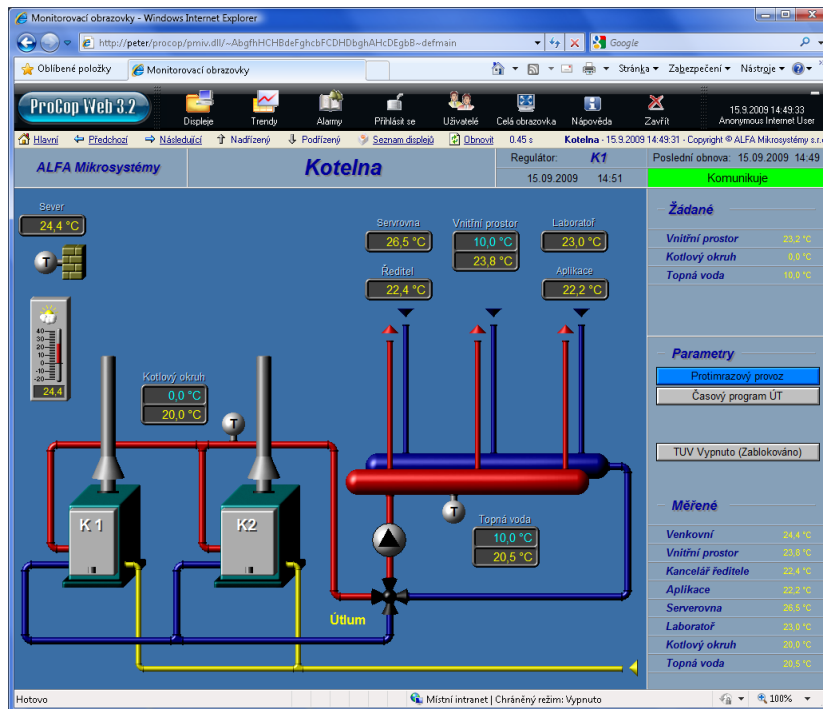 Monitorovací obrazovky - Windows Internet Explorer
http://peter/procop/pmiv.dll/~AbgfhHCHBdeFghcbFCDHDbghAHcDEgbB~defmain
Google
Oblíbené položky
Monitorovací obrazovky
Stránka
Zabezpečení
Nástroje
ProCop Web 3.2
Displeje
Trendy
Alarmy
Přihlásit se
Uživatelé
Celá obrazovka
Nápověda
Zavřít
15.9.2009 14:49:33
Anonymous Internet User
Hlavní
Předchozí
Následující
Nadřízený
Podřízený
Seznam displejů
Obnovit
0.45 s
Kotelna - 15.9.2009 14:49:31 - Copyright © ALFA Mikrosystémy s.r.
ALFA Mikrosystémy
Kotelna
Regulátor: K1
15.09.2009 14:51
Poslední obnova: 15.09.2009 14:49
Komunikuje
Sever
24,4 °C
T
40
30
20
10
0
-10
-20
24,4
Servrovna
26,5 °C
Vnitřní prostor
10,0 °C
23,8 °C
Laboratoř
23,0 °C
Ředitel
22,4 °C
Aplikace
22,2 °C
Kotlový okruh
0,0 °C
20,0 °C
T
K 1
K2
T
Topná voda
10,0 °C
20,5 °C
Útlum
Žádané
Vnitřní prostor 23,2 °C
Kotlový okruh 0,0 °C
Topná voda 10,0 °C
Parametry
Protimrazový provoz
Časový program ÚT
TUV Vypnuto (Zablokováno)
Měřené
Venkovní 24,4 °C
Vnitřní prostor 23,8 °C
Kancelář ředitele 22,4 °C
Aplikace 22,2 °C
Serverovna 26,5 °C
Laboratoř 23,0 °C
Kotlový okruh 20,0 °C
Topná voda 20,5 °C
Hotovo
Místní intranet | Chráněný režim: Vypnuto
100%